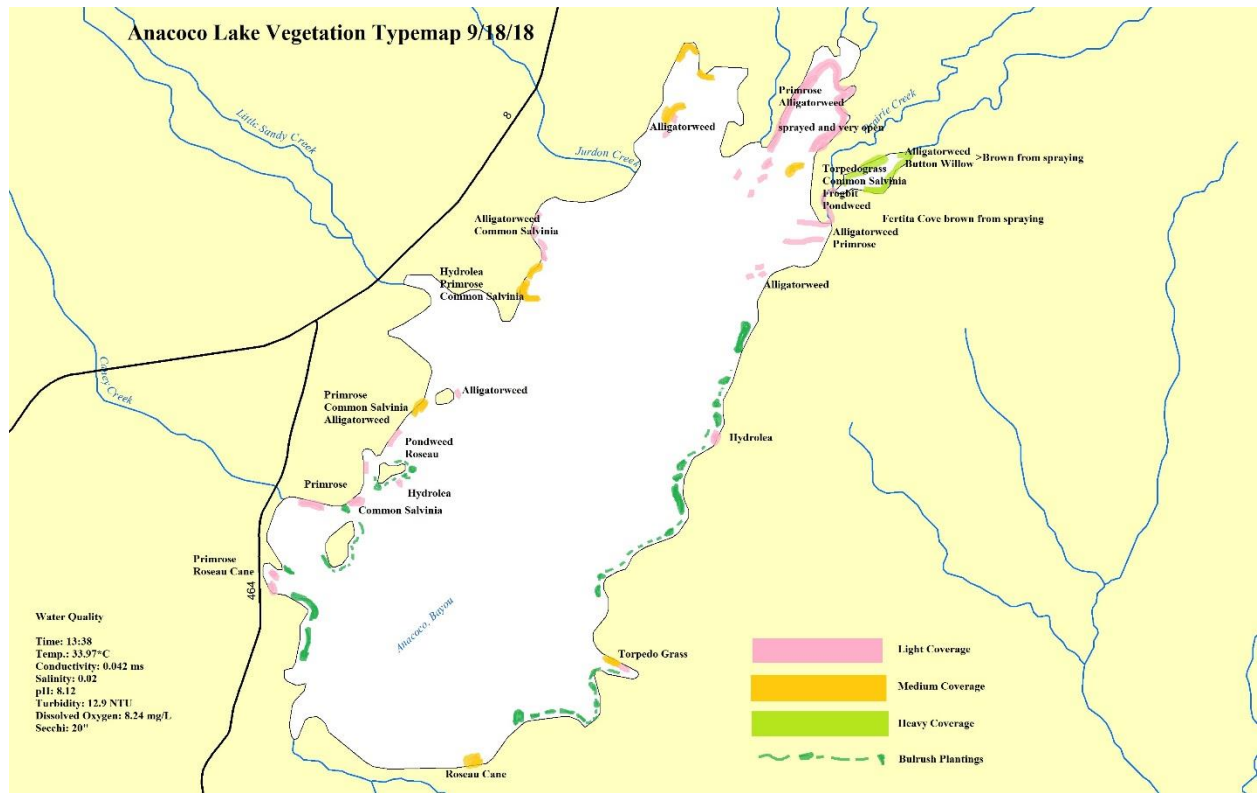 Anacoco Lake Vegetation Typemap 9/18/18
Little Sandy Creek
8
Jurdon Creek
Alligatorweed
Primrose
Alligatorweed
sprayed and very open
Prairie Creek
Alligatorweed
Button Willow >Brown from spraying
Torpedograss
Common Salvinia
Frogbit
Pondweed
Fertita Cove brown from spraying
Alligatorweed
Primrose
Alligatorweed
Common Salvinia
Hydrolea
Primrose
Common Salvinia
Alligatorweed
Caney Creek
Primrose
Common Salvinia
Alligatorweed
Alligatorweed
Pondweed
Roseau
Hydrolea
Hydrolea
Primrose
Common Salvinia
Primrose
Roseau Cane
464
Anacoco, Bayou
Torpedo Grass
Roseau Cane
Water Quality
Time: 13:38
Temp.: 33.97*C
Conductivity: 0.042 ms
Salinity: 0.02
pH: 8.12
Turbidity: 12.9 NTU
Dissolved Oxygen: 8.24 mg/L
Secchi: 20"
Light Coverage
Medium Coverage
Heavy Coverage
Bulrush Plantings